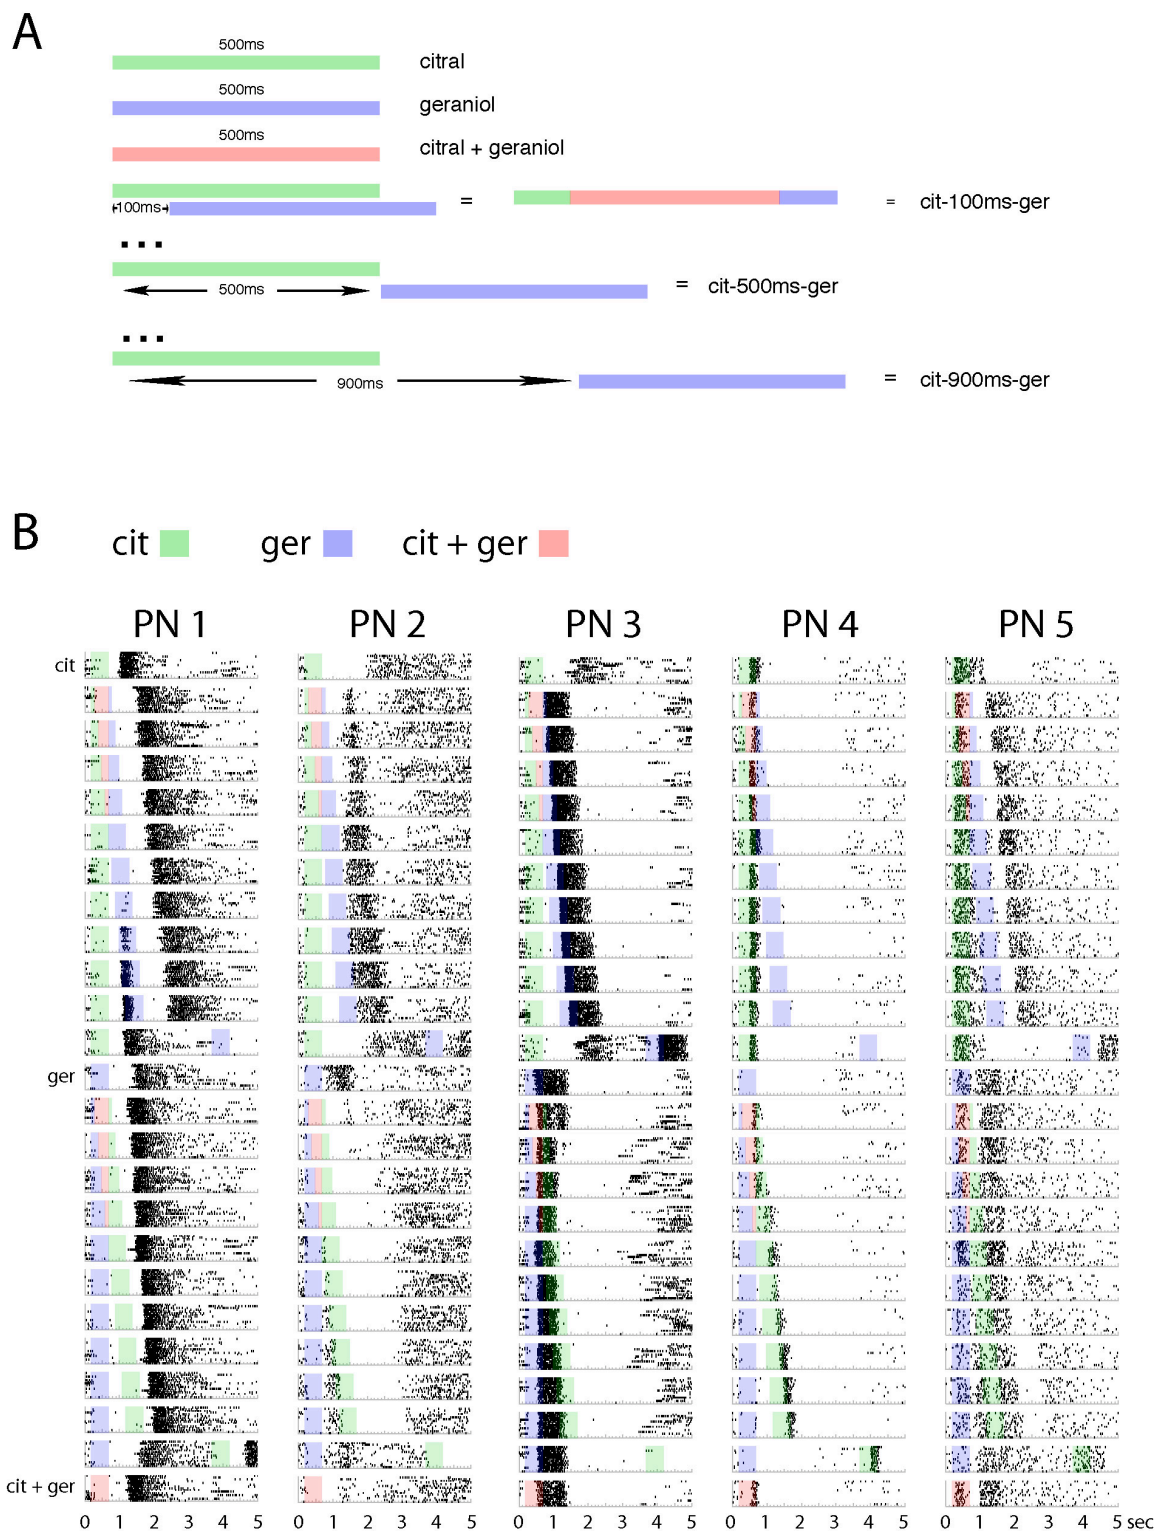 A
500ms
citral
500ms
geraniol
500ms
citral + geraniol
100ms = = cit-100ms-ger
...
500ms = cit-500ms-ger
...
900ms = cit-900ms-ger
B
cit ger cit + ger
PN 1 PN 2 PN 3 PN 4 PN 5
cit
ger
cit + ger
0 1 2 3 4 5 0 1 2 3 4 5 0 1 2 3 4 5 0 1 2 3 4 5 0 1 2 3 4 5 sec